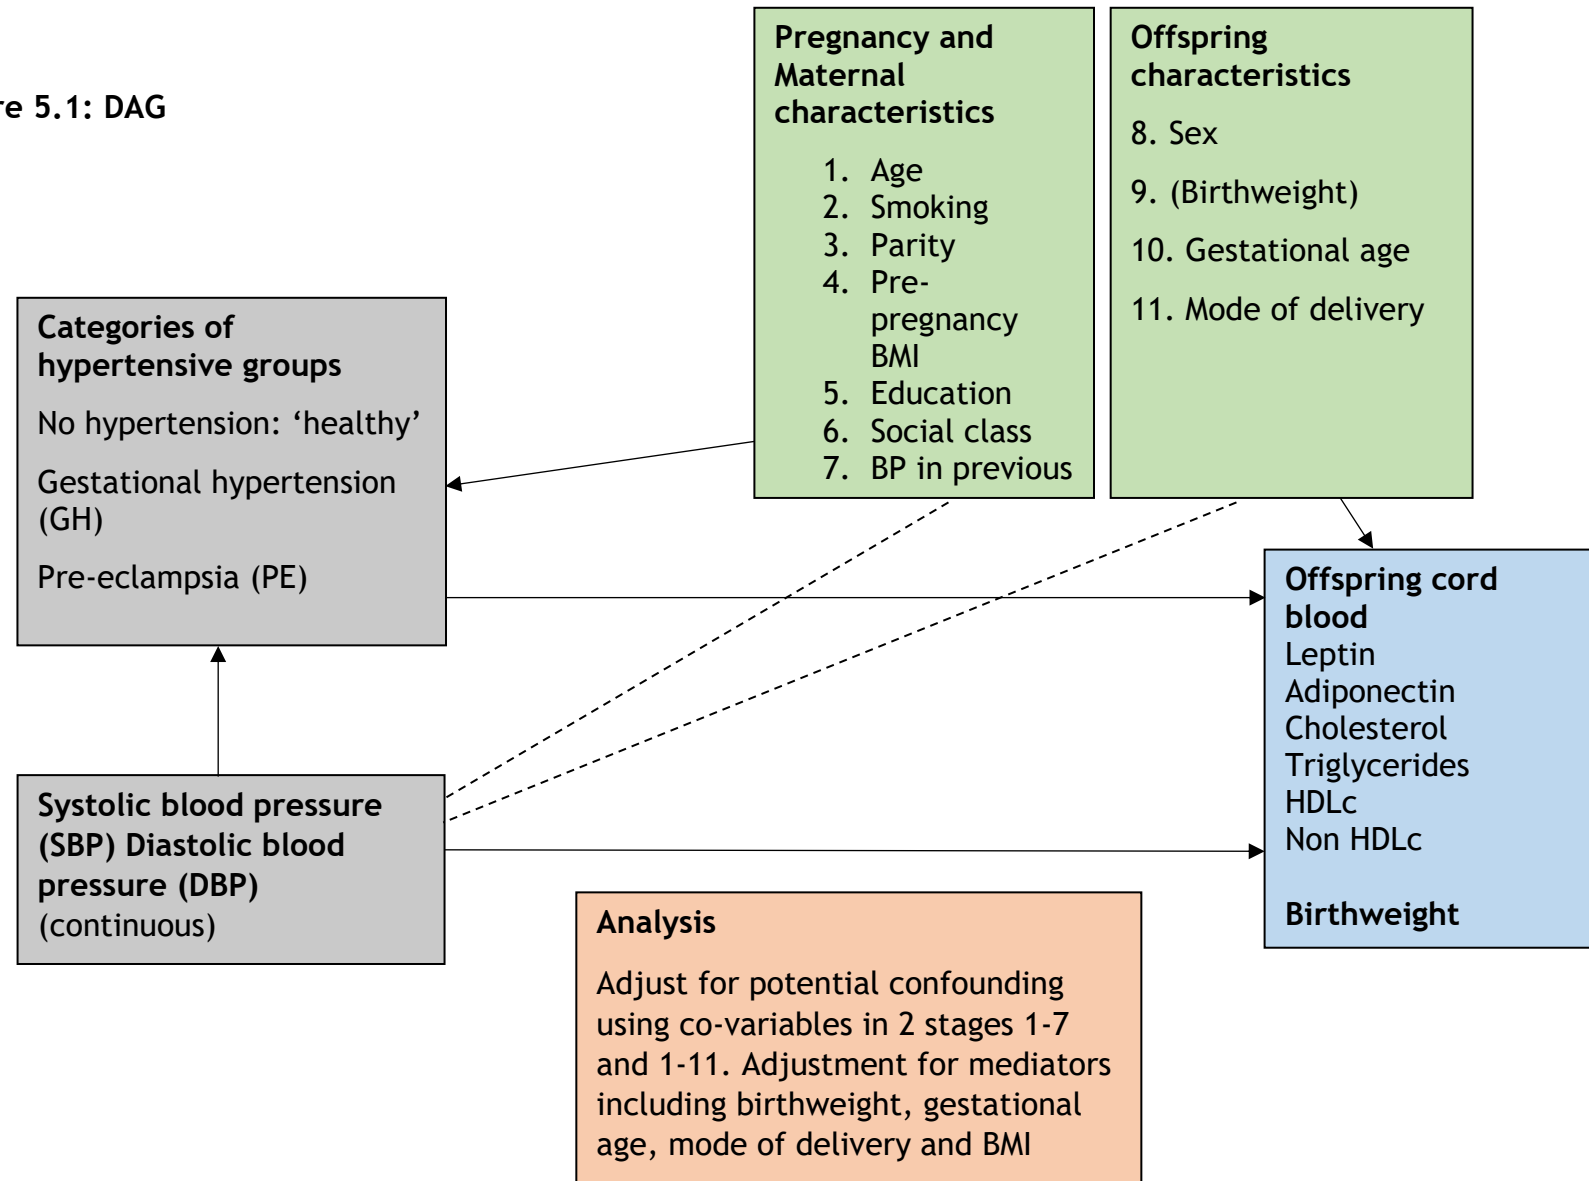 re 5.1: DAG
Pregnancy and
Maternal
characteristics
1. Age
2. Smoking
3. Parity
4. Pre-
pregnancy
BMI
5. Education
6. Social class
7. BP in previous
Offspring
characteristics
8. Sex
9. (Birthweight)
10. Gestational age
11. Mode of delivery
Categories of
hypertensive groups
No hypertension: ‘healthy’
Gestational hypertension
(GH)
Pre-eclampsia (PE)
Offspring cord
blood
Leptin
Adiponectin
Cholesterol
Triglycerides
HDLc
Non HDLc
Birthweight
Systolic blood pressure
(SBP) Diastolic blood
pressure (DBP)
(continuous)
Analysis
Adjust for potential confounding
using co-variables in 2 stages 1-7
and 1-11. Adjustment for mediators
including birthweight, gestational
age, mode of delivery and BMI